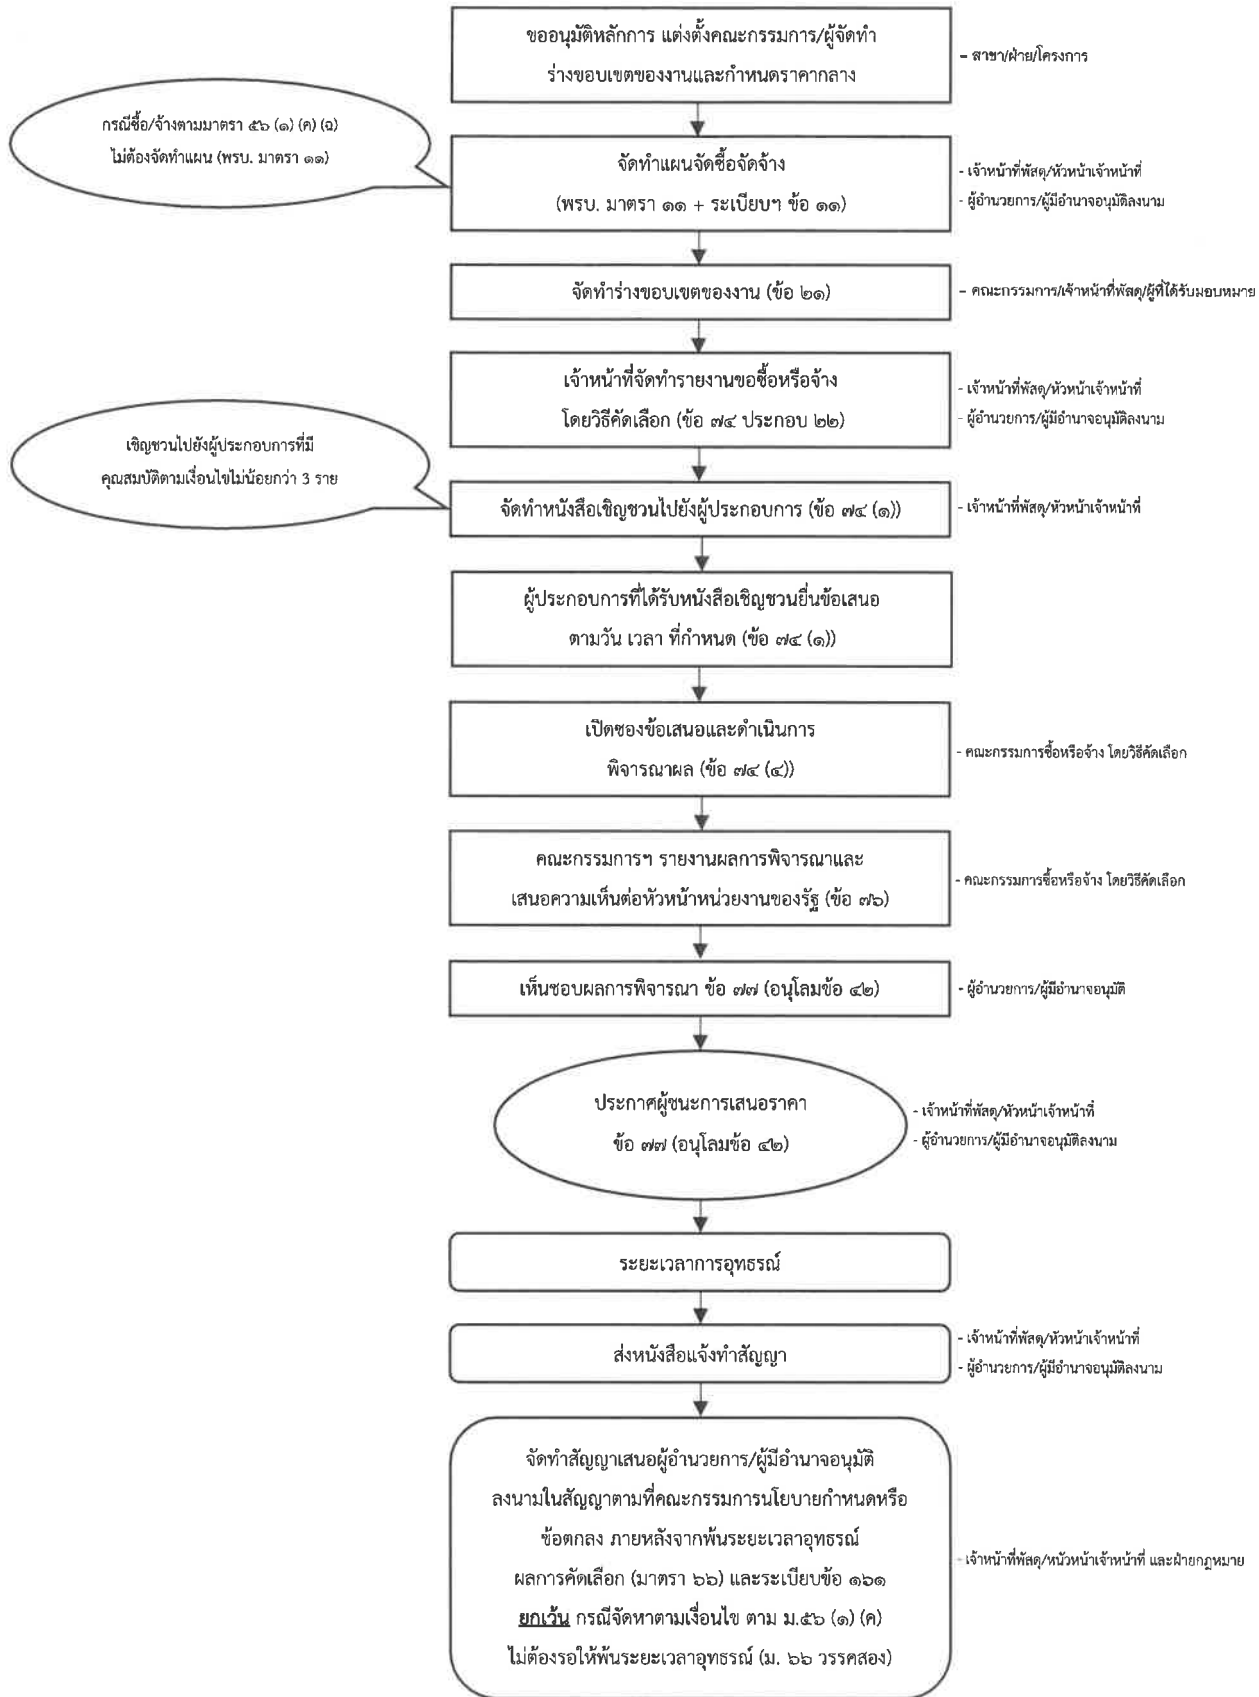 ขออนุมัติหลักการ แต่งตั้งคณะกรรมการ/ผู้จัดทำ
ร่างขอบเขตของงานและกำหนดราคากลาง
- สาขา/ฝ่าย/โครงการ
กรณีซื้อ/จ้างตามมาตรา ๕๖ (๑) (ค) (ฉ)
ไม่ต้องจัดทำแผน (พรบ. มาตรา ๑๑)
จัดทำแผนจัดซื้อจัดจ้าง
(พรบ. มาตรา ๑๑ + ระเบียบฯ ข้อ ๑๑)
- เจ้าหน้าที่พัสดุ/หัวหน้าเจ้าหน้าที่
- ผู้อำนวยการ/ผู้มีอำนาจอนุมัติลงนาม
จัดทำร่างขอบเขตของงาน (ข้อ ๒๑)
- คณะกรรมการ/เจ้าหน้าที่พัสดุ/ผู้ที่ได้รับมอบหมาย
เจ้าหน้าที่จัดทำรายงานขอซื้อหรือจ้าง
โดยวิธีคัดเลือก (ข้อ ๗๔ ประกอบ ๒๒)
- เจ้าหน้าที่พัสดุ/หัวหน้าเจ้าหน้าที่
- ผู้อำนวยการ/ผู้มีอำนาจอนุมัติลงนาม
เชิญชวนไปยังผู้ประกอบการที่มี
คุณสมบัติตามเงื่อนไขไม่น้อยกว่า 3 ราย
จัดทำหนังสือเชิญชวนไปยังผู้ประกอบการ (ข้อ ๗๔ (๑))
- เจ้าหน้าที่พัสดุ/หัวหน้าเจ้าหน้าที่
ผู้ประกอบการที่ได้รับหนังสือเชิญชวนยื่นข้อเสนอ
ตามวัน เวลา ที่กำหนด (ข้อ ๗๔ (๑))
เปิดซองข้อเสนอและดำเนินการ
พิจารณาผล (ข้อ ๗๔ (๔))
- คณะกรรมการซื้อหรือจ้าง โดยวิธีคัดเลือก
คณะกรรมการฯ รายงานผลการพิจารณาและ
เสนอความเห็นต่อหัวหน้าหน่วยงานของรัฐ (ข้อ ๗๖)
- คณะกรรมการซื้อหรือจ้าง โดยวิธีคัดเลือก
เห็นชอบผลการพิจารณา ข้อ ๗๗ (อนุโลมข้อ ๔๒)
- ผู้อำนวยการ/ผู้มีอำนาจอนุมัติ
ประกาศผู้ชนะการเสนอราคา
ข้อ ๗๗ (อนุโลมข้อ ๔๒)
- เจ้าหน้าที่พัสดุ/หัวหน้าเจ้าหน้าที่
- ผู้อำนวยการ/ผู้มีอำนาจอนุมัติลงนาม
ระยะเวลาการอุทธรณ์
ส่งหนังสือแจ้งทำสัญญา
- เจ้าหน้าที่พัสดุ/หัวหน้าเจ้าหน้าที่
- ผู้อำนวยการ/ผู้มีอำนาจอนุมัติลงนาม
จัดทำสัญญาเสนอผู้อำนวยการ/ผู้มีอำนาจอนุมัติ
ลงนามในสัญญาตามที่คณะกรรมการนโยบายกำหนดหรือ
ข้อตกลง ภายหลังจากพ้นระยะเวลาอุทธรณ์
ผลการคัดเลือก (มาตรา ๖๖) และระเบียบข้อ ๑๖๑
ยกเว้น กรณีจัดหาตามเงื่อนไข ตาม ม.๕๖ (๑) (ค)
ไม่ต้องรอให้พ้นระยะเวลาอุทธรณ์ (ม. ๖๖ วรรคสอง)
- เจ้าหน้าที่พัสดุ/หนัวหน้าเจ้าหน้าที่ และฝ่ายกฎหมาย